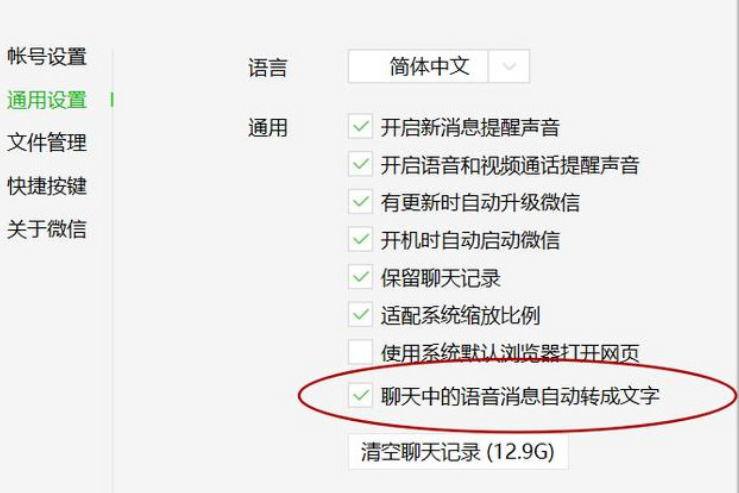 帐号设置
通用设置
文件管理
快捷按键
关于微信
语言 简体中文
通用 开启新消息提醒声音
开启语音和视频通话提醒声音
有更新时自动升级微信
开机时自动启动微信
保留聊天记录
适配系统缩放比例
使用系统默认浏览器打开网页
聊天中的语音消息自动转成文字
清空聊天记录 (12.9G)